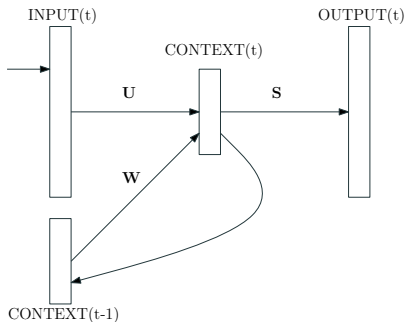 INPUT(t)
OUTPUT(t)
CONTEXT(t)
U
S
W
CONTEXT(t-1)